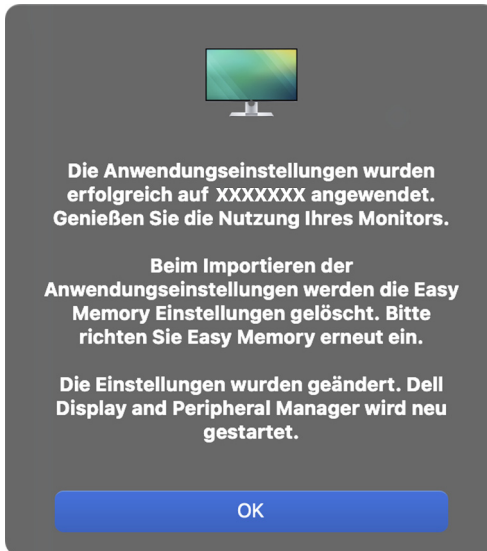 Die Anwendungseinstellungen wurden
erfolgreich auf XXXXXXX angewendet.
Genießen Sie die Nutzung Ihres Monitors.
Beim Importieren der
Anwendungseinstellungen werden die Easy
Memory Einstellungen gelöscht. Bitte
richten Sie Easy Memory erneut ein.
Die Einstellungen wurden geändert. Dell
Display and Peripheral Manager wird neu
gestartet.
OK